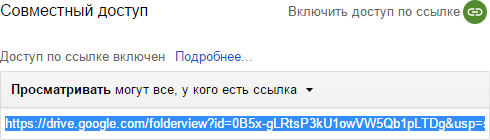 Совместный доступ Включить доступ по ссылке
Доступ по ссылке включен Подробнее...
Просматривать могут все, у кого есть ссылка
https://drive.google.com/folderview?id=0B5x-gLRtsP3kU1owVW5Qb1pLTDg&usp=s